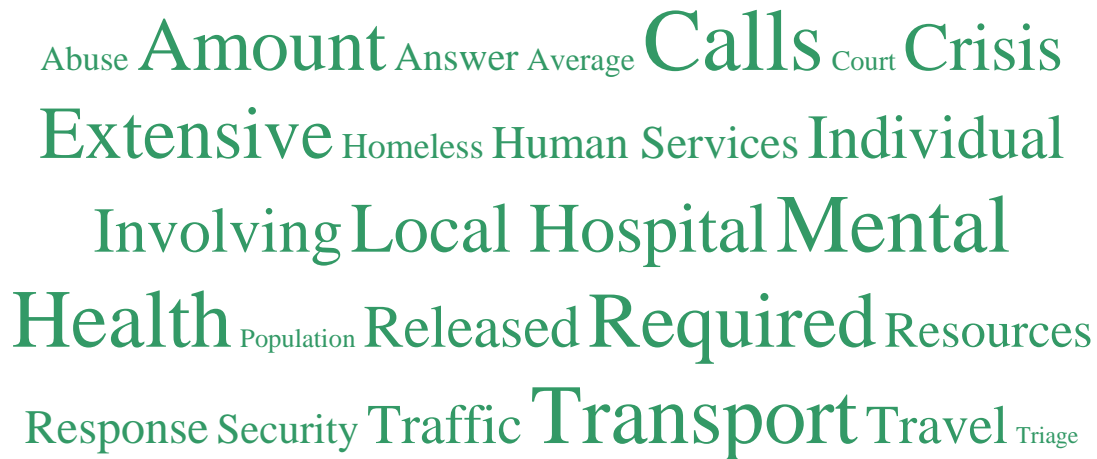 Abuse Amount Answer Average Calls Court Crisis
Extensive Homeless Human Services Individual
Involving Local Hospital Mental
Health Population Released Required Resources
Response Security Traffic Transport Travel Triage